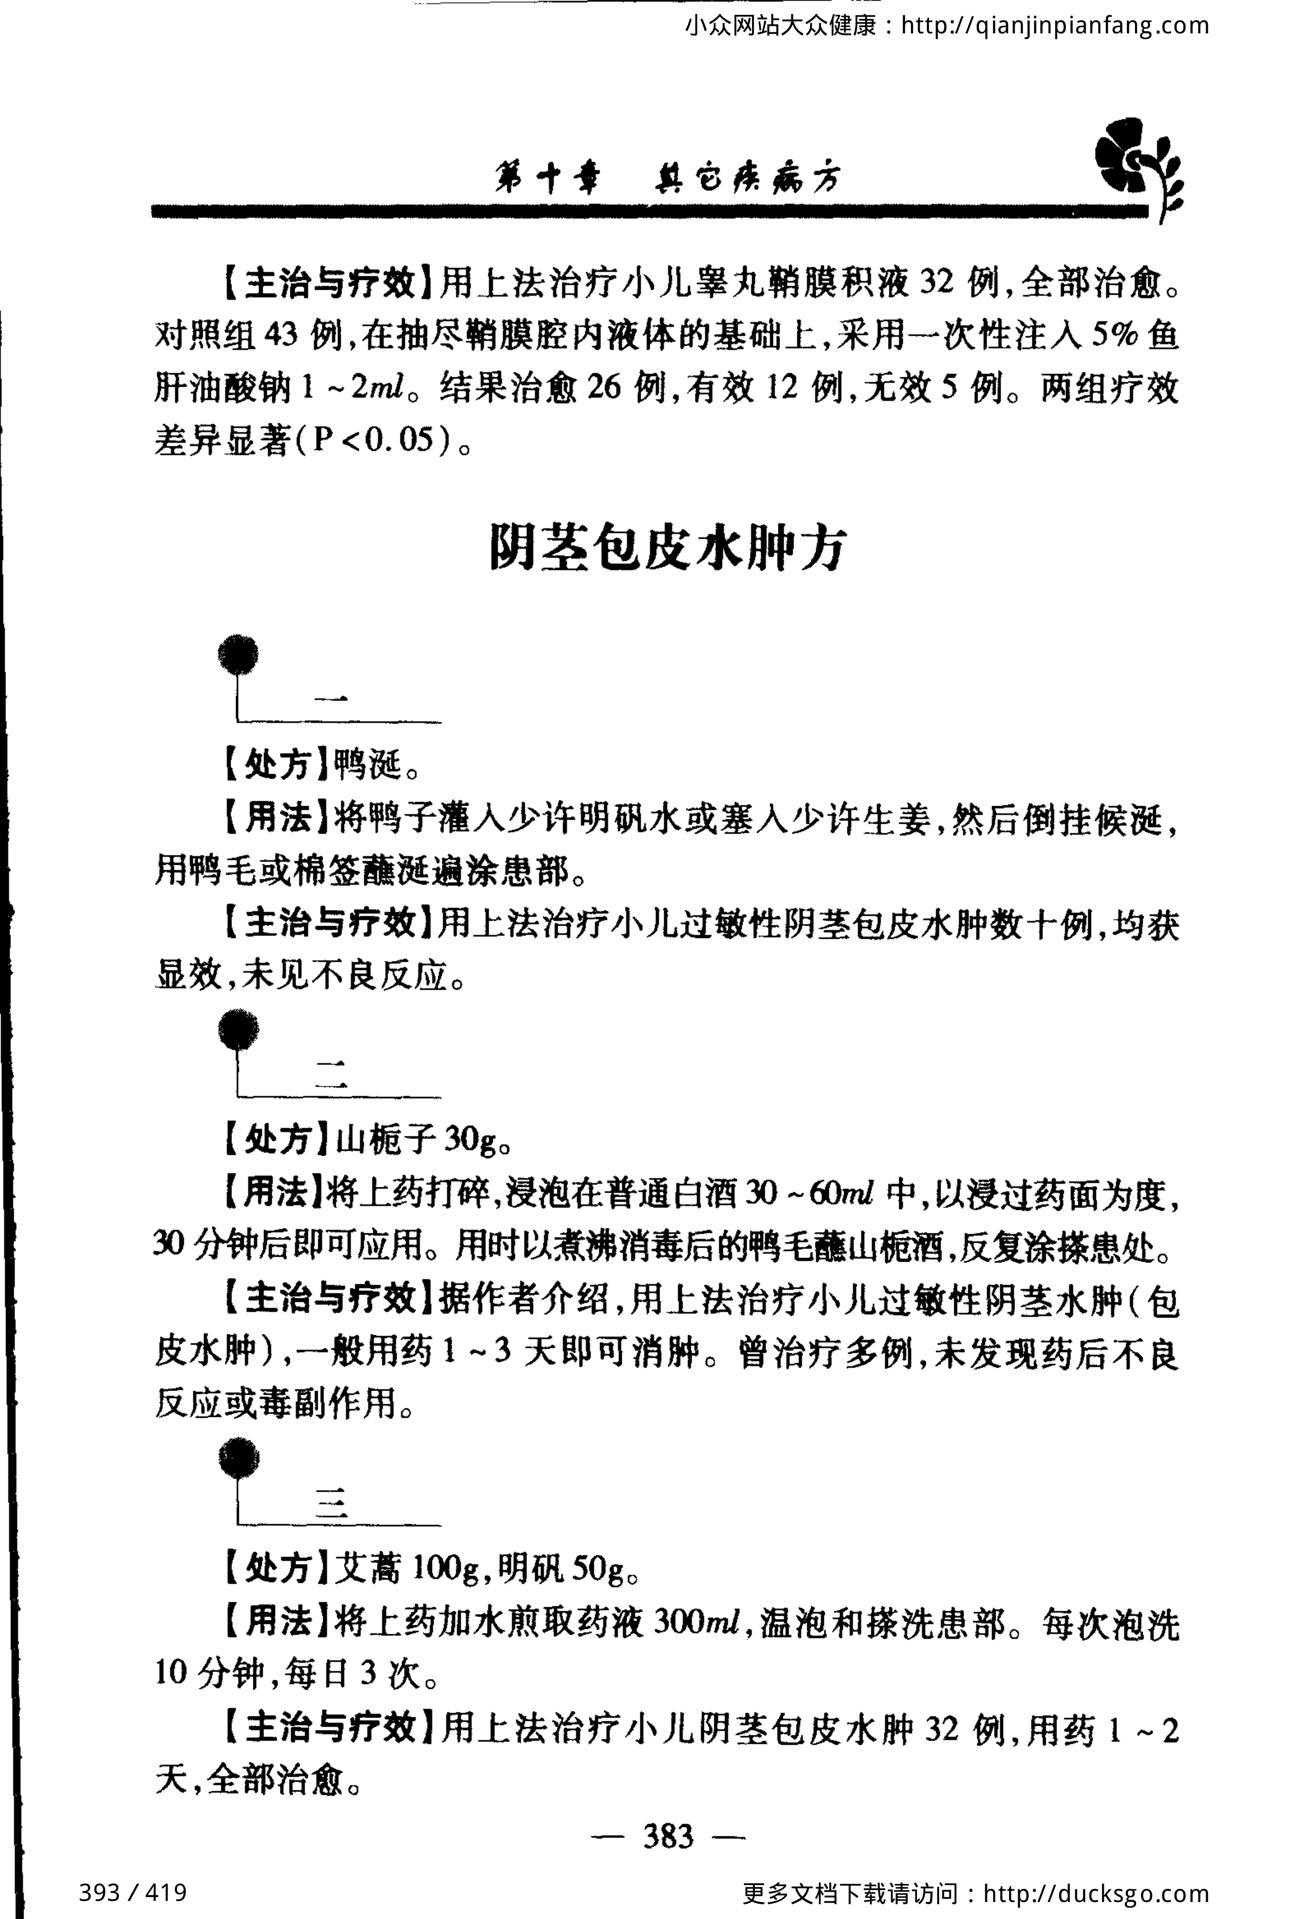 小众网站大众健康：http://qianjinpianfang.com
第十章 其它疾病方
【主治与疗效】用上法治疗小儿睾丸鞘膜积液 32 例,全部治愈。
对照组 43 例,在抽尽鞘膜腔内液体的基础上,采用一次性注入 5% 鱼
肝油酸钠 1 ~ 2ml。结果治愈 26 例,有效 12 例,无效 5 例。两组疗效
差异显著(P <0.05)。
阴茎包皮水肿方
一
【处方】鸭涎。
【用法】将鸭子灌入少许明矾水或塞入少许生姜,然后倒挂候涎,
用鸭毛或棉签蘸涎遍涂患部。
【主治与疗效】用上法治疗小儿过敏性阴茎包皮水肿数十例,均获
显效,未见不良反应。
二
【处方】山栀子 30g。
【用法】将上药打碎,浸泡在普通白酒 30 ~ 60ml 中,以浸过药面为度,
30 分钟后即可应用。用时以煮沸消毒后的鸭毛蘸山栀酒,反复涂搽患处。
【主治与疗效】据作者介绍,用上法治疗小儿过敏性阴茎水肿(包
皮水肿),一般用药 1 ~ 3 天即可消肿。曾治疗多例,未发现药后不良
反应或毒副作用。
三
【处方】艾蒿 100g,明矾 50g。
【用法】将上药加水煎取药液 300ml,温泡和搽洗患部。每次泡洗
10 分钟,每日 3 次。
【主治与疗效】用上法治疗小儿阴茎包皮水肿 32 例,用药 1 ~ 2
天,全部治愈。
— 383 —
393 / 419
更多文档下载请访问：http://ducksgo.com